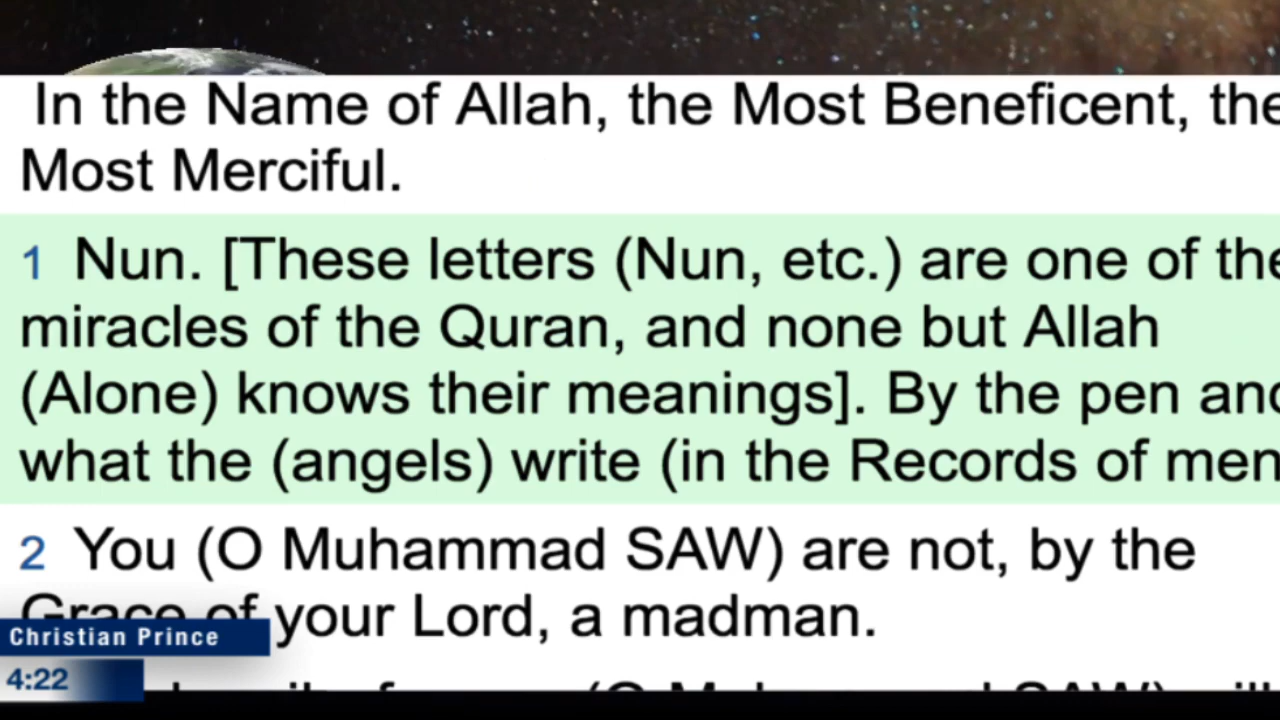 In the Name of Allah, the Most Beneficent, the
Most Merciful.
1 Nun. [These letters (Nun, etc.) are one of the
miracles of the Quran, and none but Allah
(Alone) knows their meanings]. By the pen and
what the (angels) write (in the Records of men
2 You (O Muhammad SAW) are not, by the
Grace of your Lord, a madman.
Christian Prince
4:22